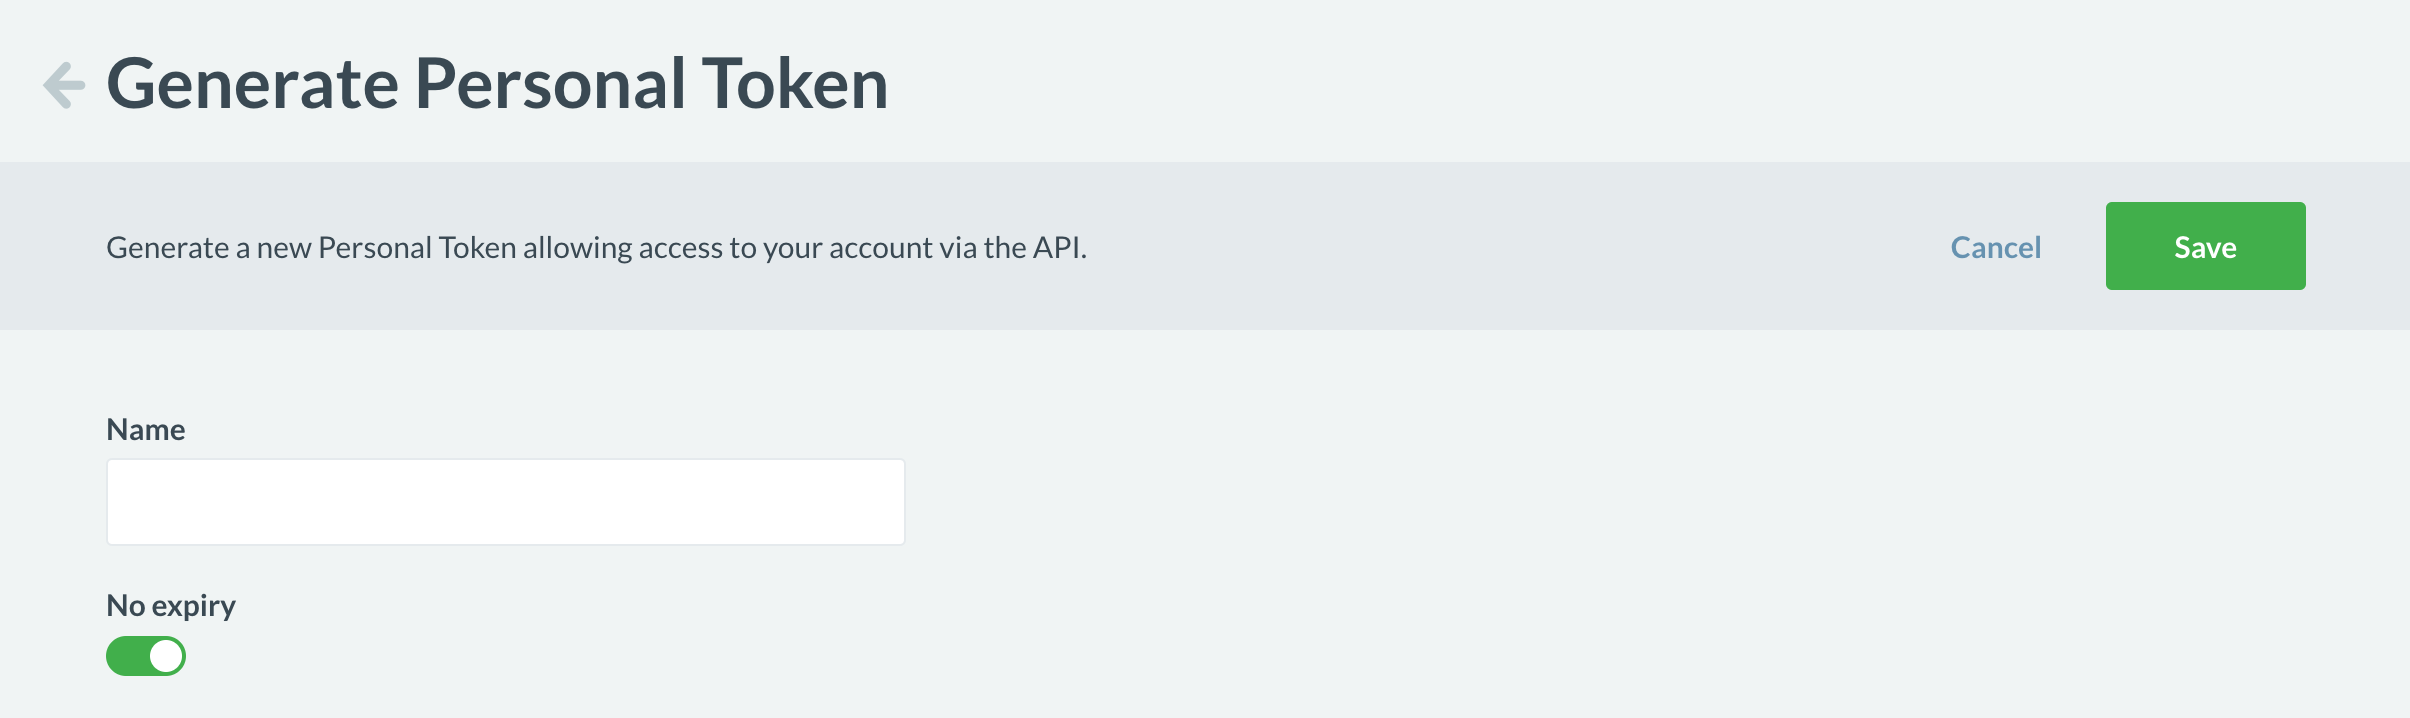 Generate Personal Token
Generate a new Personal Token allowing access to your account via the API.
Cancel
Save
Name
No expiry